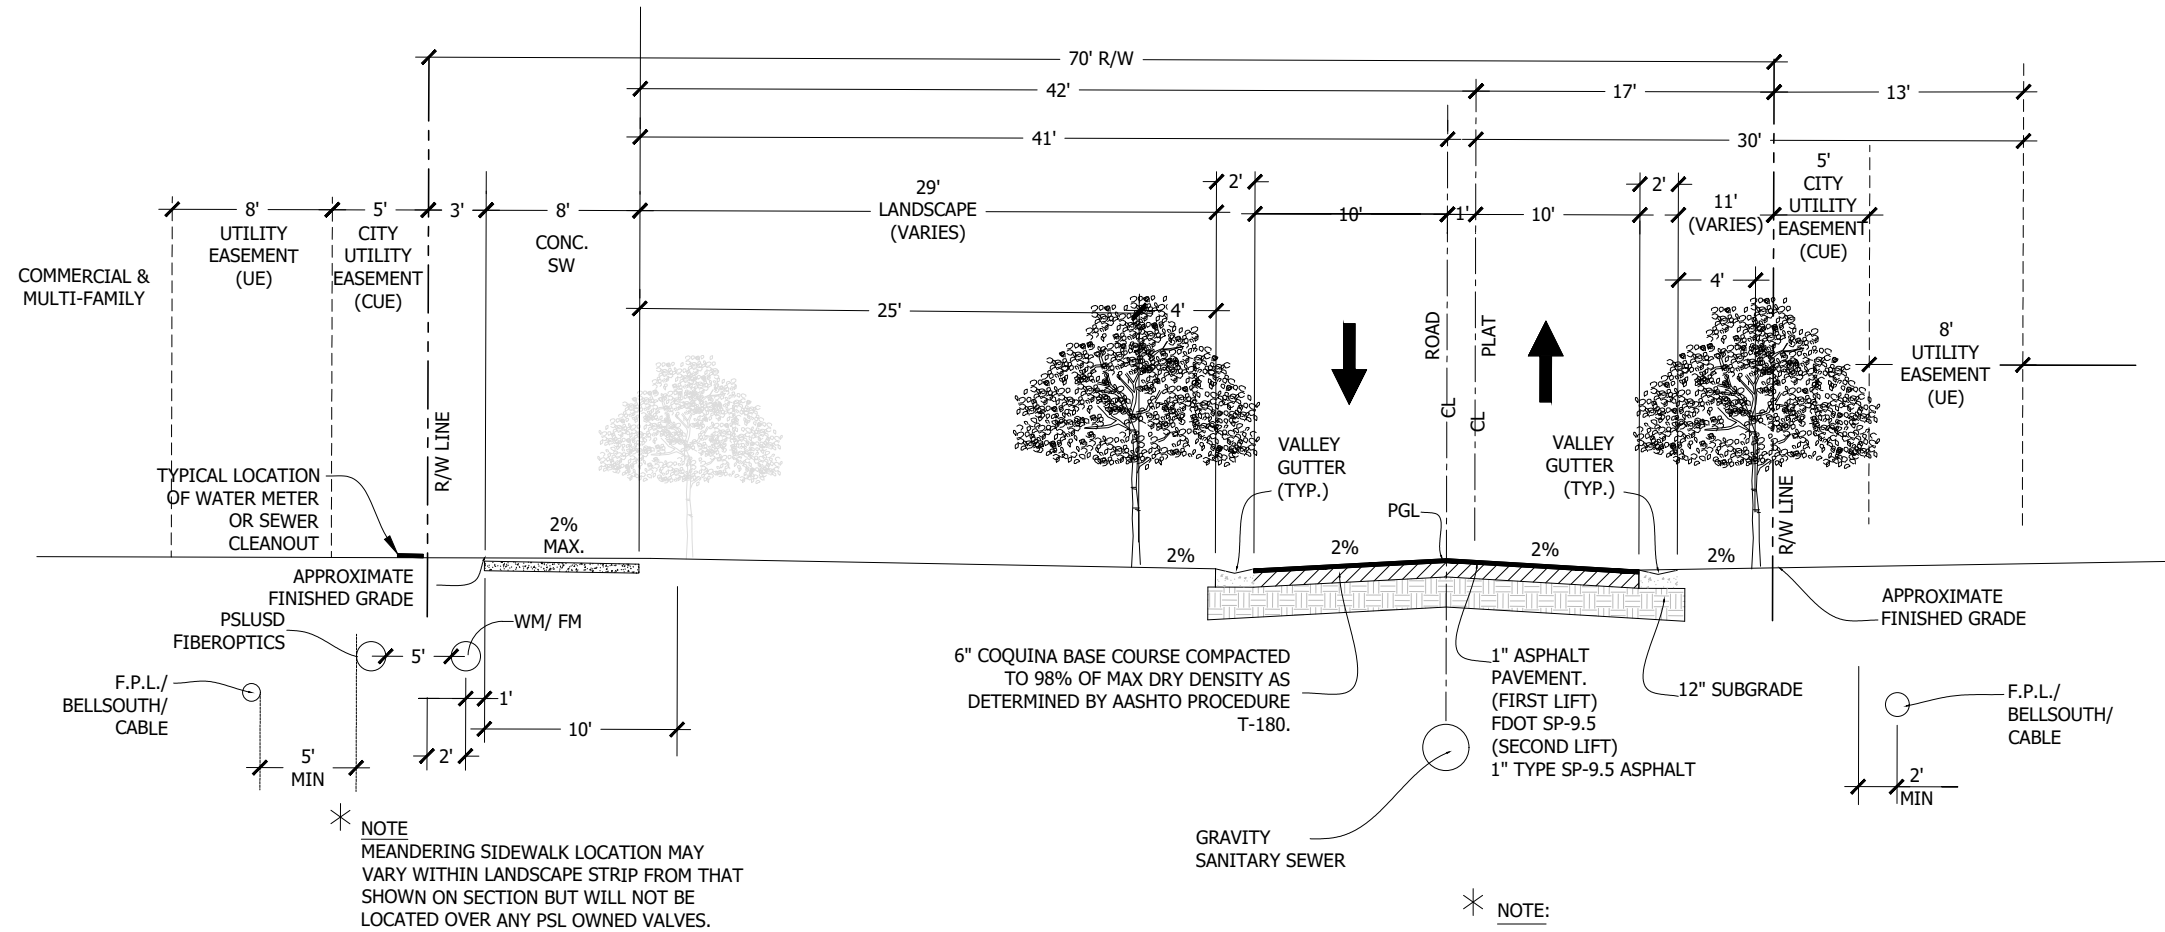 70' R/W
42'
17'
13'
41'
30'
8'
UTILITY
EASEMENT
(UE)
5'
CITY
UTILITY
EASEMENT
(CUE)
3'
8'
CONC.
SW
29'
LANDSCAPE
(VARIES)
2'
10'
1'
10'
2'
11'
(VARIES)
5'
CITY
UTILITY
EASEMENT
(CUE)
COMMERCIAL &
MULTI-FAMILY
25'
4'
4'
8'
UTILITY
EASEMENT
(UE)
ROAD
CL
PLAT
CL
R/W LINE
VALLEY
GUTTER
(TYP.)
VALLEY
GUTTER
(TYP.)
R/W LINE
TYPICAL LOCATION
OF WATER METER
OR SEWER
CLEANOUT
2%
MAX.
PGL
2%
2%
2%
2%
APPROXIMATE
FINISHED GRADE
APPROXIMATE
FINISHED GRADE
PSLUSD
FIBEROPTICS
5'
WM/ FM
F.P.L./
BELLSOUTH/
CABLE
1'
10'
2'
5'
MIN
6" COQUINA BASE COURSE COMPACTED
TO 98% OF MAX DRY DENSITY AS
DETERMINED BY AASHTO PROCEDURE
T-180.
1" ASPHALT
PAVEMENT.
(FIRST LIFT)
FDOT SP-9.5
(SECOND LIFT)
1" TYPE SP-9.5 ASPHALT
12" SUBGRADE
F.P.L./
BELLSOUTH/
CABLE
2'
MIN
GRAVITY
SANITARY SEWER
NOTE
MEANDERING SIDEWALK LOCATION MAY
VARY WITHIN LANDSCAPE STRIP FROM THAT
SHOWN ON SECTION BUT WILL NOT BE
LOCATED OVER ANY PSL OWNED VALVES.
NOTE: